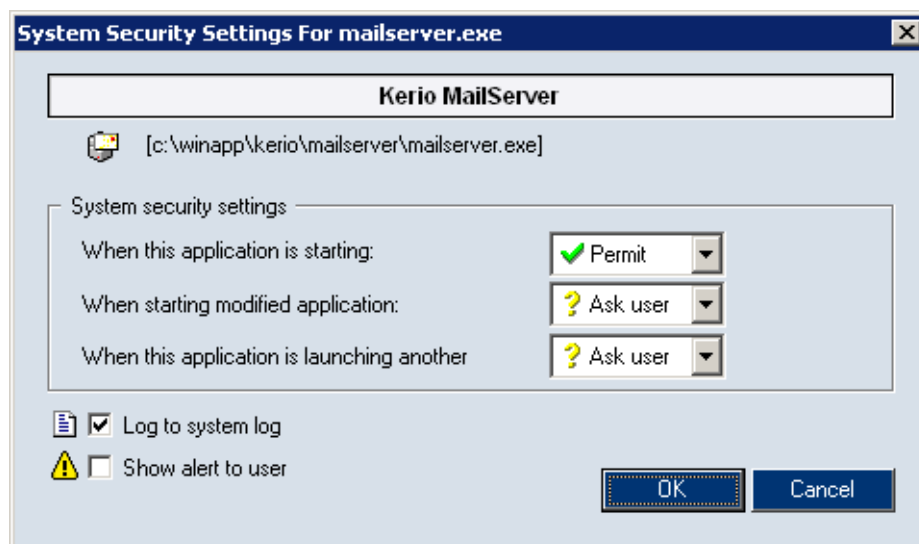 System Security Settings For mailserver.exe
Kerio MailServer
[c:\winapp\kerio\mailserver\mailserver.exe]
System security settings
When this application is starting: Permit
When starting modified application: Ask user
When this application is launching another Ask user
Log to system log
Show alert to user
OK Cancel